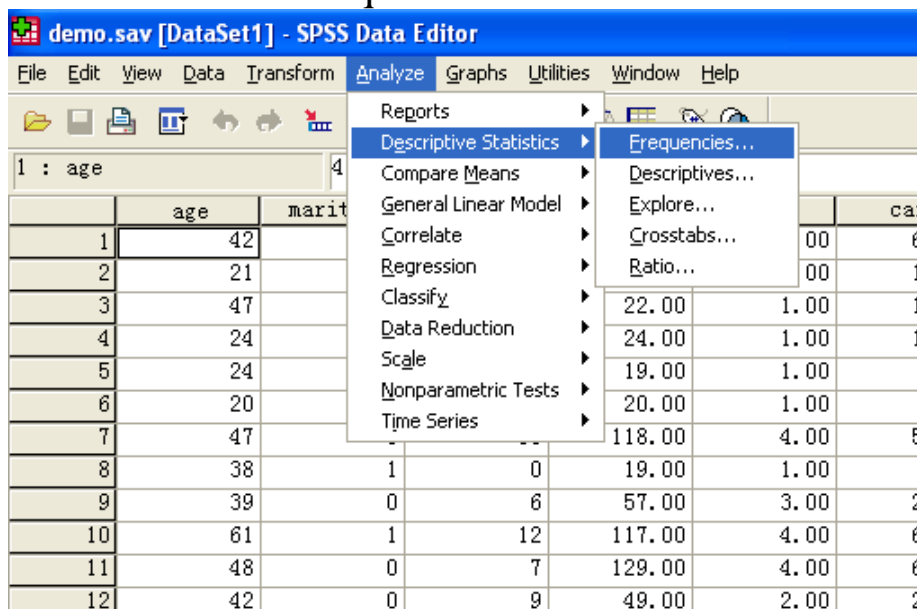 demo.sav [DataSet1] - SPSS Data Editor
File Edit View Data Transform Analyze Graphs Utilities Window Help
Reports
Descriptive Statistics
Compare Means
General Linear Model
Correlate
Regression
Classify
Data Reduction
Scale
Nonparametric Tests
Time Series
Frequencies...
Descriptives...
Explore...
Crosstabs...
Ratio...
1 : age 4
age marit ca
1 42 00
2 21 00
3 47 22.00 1.00
4 24 24.00 1.00
5 24 19.00 1.00
6 20 20.00 1.00
7 47 118.00 4.00
8 38 1 0 19.00 1.00
9 39 0 6 57.00 3.00
10 61 1 12 117.00 4.00
11 48 0 7 129.00 4.00
12 42 0 9 49.00 2.00